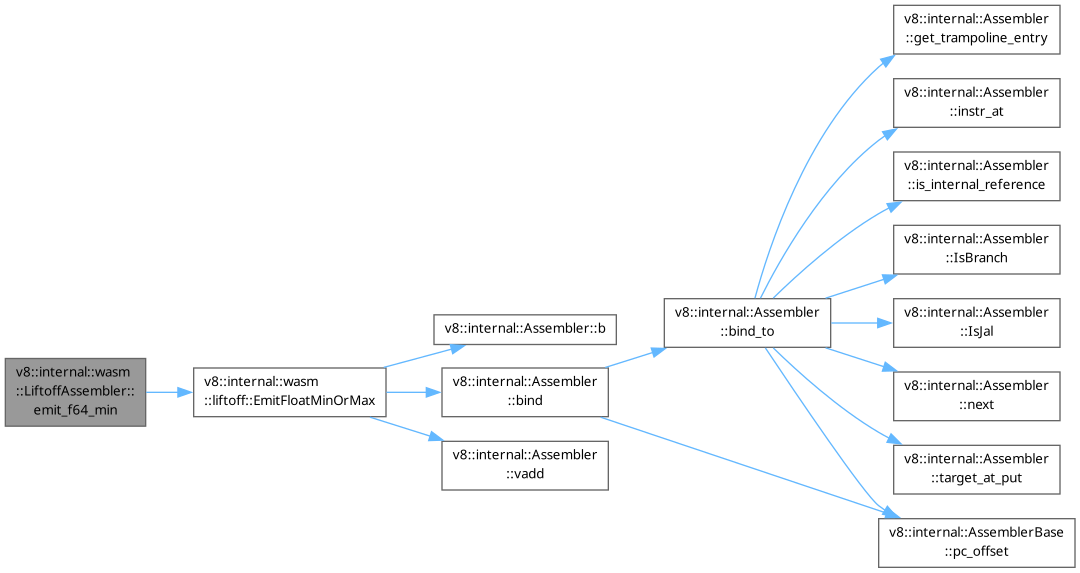 v8::internal::wasm
::LiftoffAssembler::
emit_f64_min
v8::internal::wasm
::liftoff::EmitFloatMinOrMax
v8::internal::Assembler::b
v8::internal::Assembler
::bind
v8::internal::Assembler
::vadd
v8::internal::Assembler
::bind_to
v8::internal::Assembler
::get_trampoline_entry
v8::internal::Assembler
::instr_at
v8::internal::Assembler
::is_internal_reference
v8::internal::Assembler
::IsBranch
v8::internal::Assembler
::IsJal
v8::internal::Assembler
::next
v8::internal::Assembler
::target_at_put
v8::internal::AssemblerBase
::pc_offset